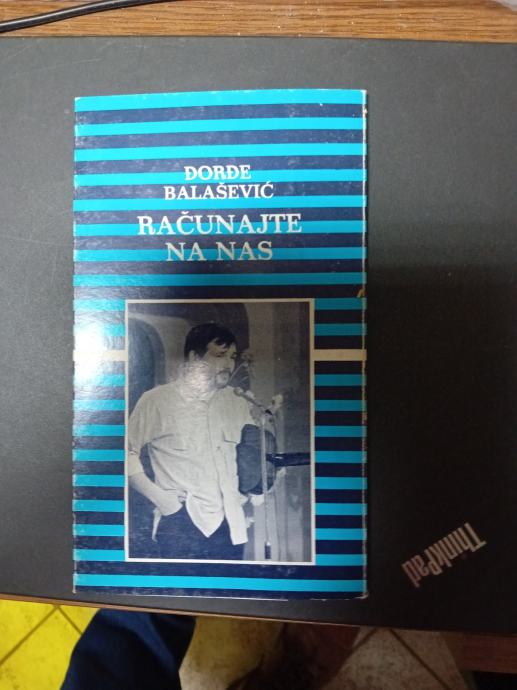 ĐORĐE
BALAŠEVIĆ
RAČUNAJTE
NA NAS
ThinkPad